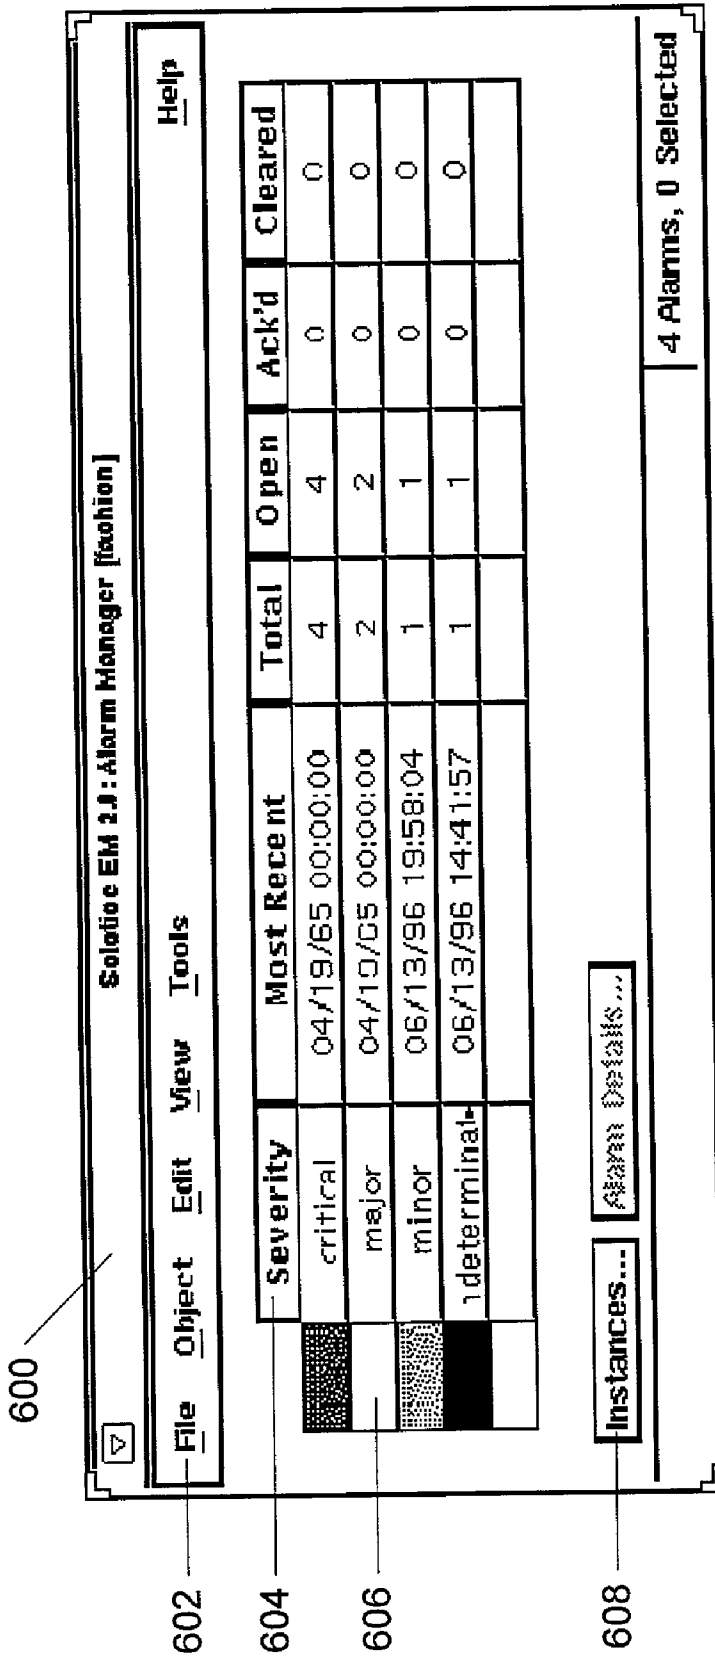 600
Solstice EM 2.0 : Alarm Manager [fashion]
602
File Object Edit View Tools Help
604
Severity Most Recent Total Open Ack'd Cleared
critical 04/19/65 00:00:00 4 4 0 0
606
major 04/19/65 00:00:00 2 2 0 0
minor 06/13/96 19:58:04 1 1 0 0
determinat 06/13/96 14:41:57 1 1 0 0
608
Instances... Alarm Details...
4 Alarms, 0 Selected